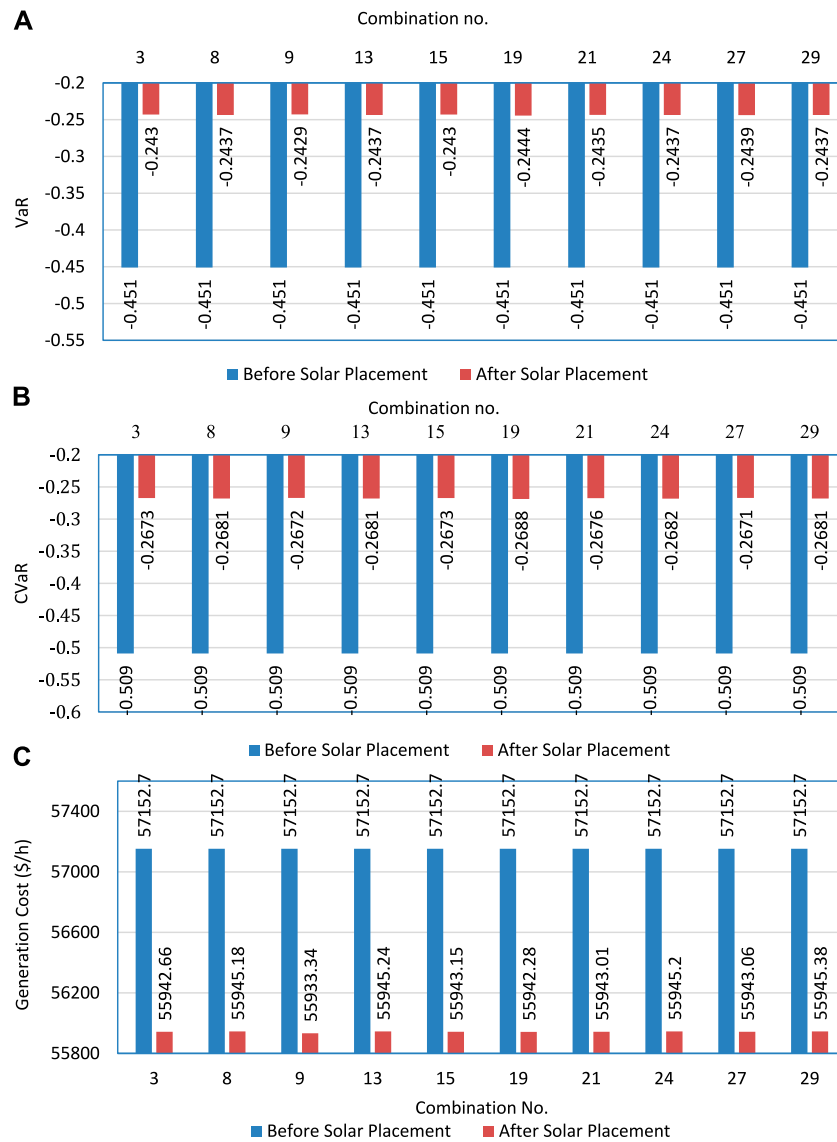 A
Combination no.
3 8 9 13 15 19 21 24 27 29
-0.2
-0.25
-0.3
-0.35
-0.4
-0.45
-0.5
-0.55
VaR
-0.451 -0.243 -0.451 -0.2437 -0.451 -0.2429 -0.451 -0.2437 -0.451 -0.243 -0.451 -0.2444 -0.451 -0.2435 -0.451 -0.2437 -0.451 -0.2439 -0.451 -0.2437
Before Solar Placement After Solar Placement
B
Combination no.
3 8 9 13 15 19 21 24 27 29
-0.2
-0.25
-0.3
-0.35
-0.4
-0.45
-0.5
-0.55
-0.6
CVaR
-0.509 -0.2673 -0.509 -0.2681 -0.509 -0.2672 -0.509 -0.2681 -0.509 -0.2673 -0.509 -0.2688 -0.509 -0.2676 -0.509 -0.2682 -0.509 -0.2671 -0.509 -0.2681
Before Solar Placement After Solar Placement
C
57400
57000
56600
56200
55800
Generation Cost ($/h)
57152.7 55942.66 57152.7 55945.18 57152.7 55933.34 57152.7 55945.24 57152.7 55943.15 57152.7 55942.28 57152.7 55943.01 57152.7 55945.2 57152.7 55943.06 57152.7 55945.38
3 8 9 13 15 19 21 24 27 29
Combination No.
Before Solar Placement After Solar Placement